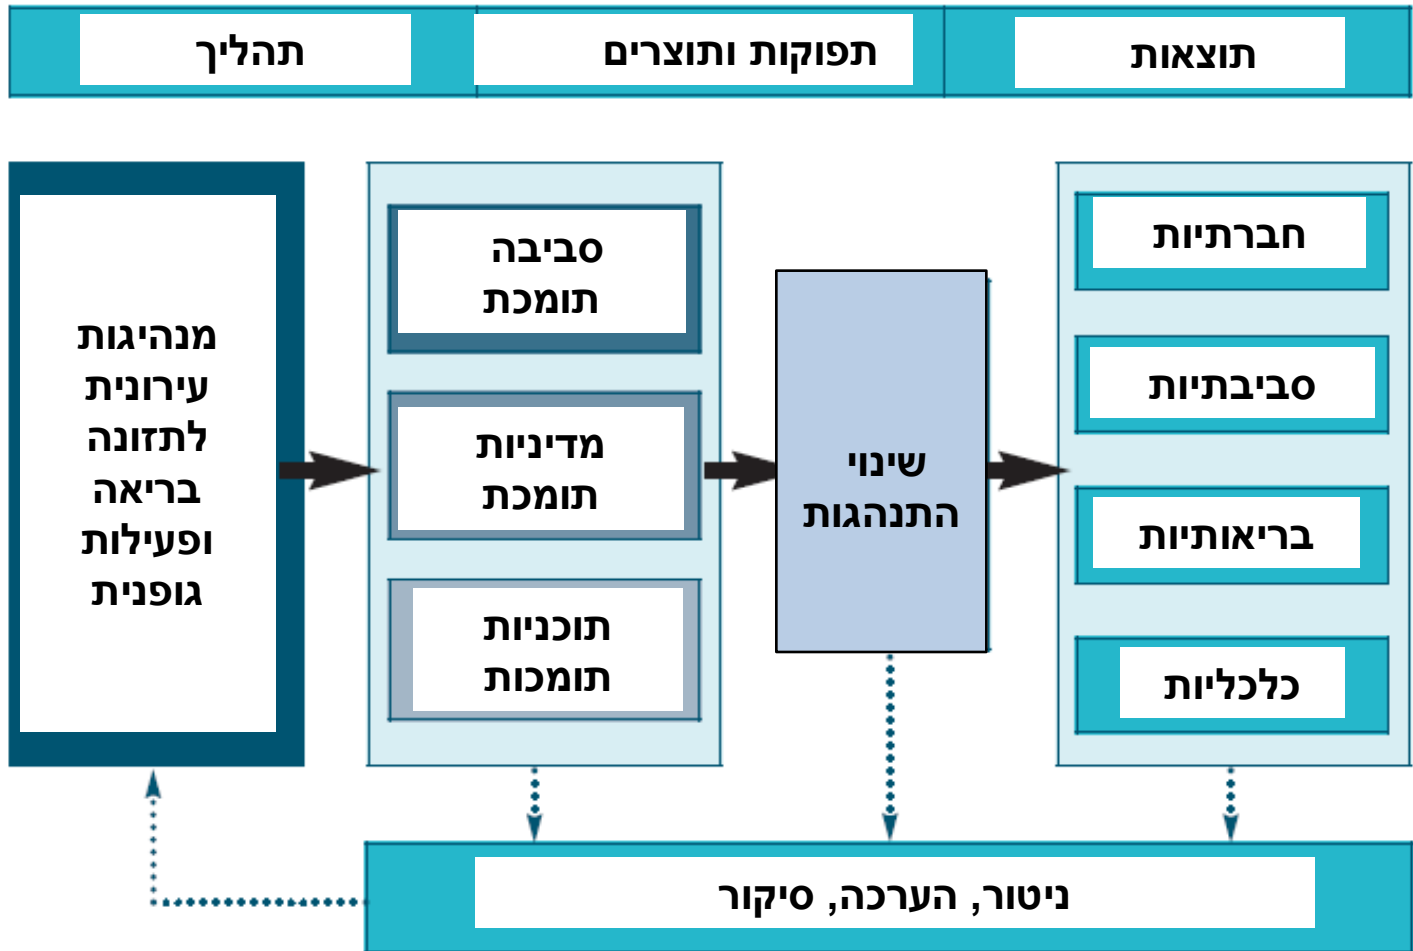 תהליך
תפוקות ותוצרים
תוצאות
מנהיגות
עירונית
לתזונה
בריאה
ופעילות
גופנית
סביבה
תומכת
מדיניות
תומכת
תוכניות
תומכות
שינוי
התנהגות
חברתיות
סביבתיות
בריאותיות
כלכליות
ניטור, הערכה, סיקור